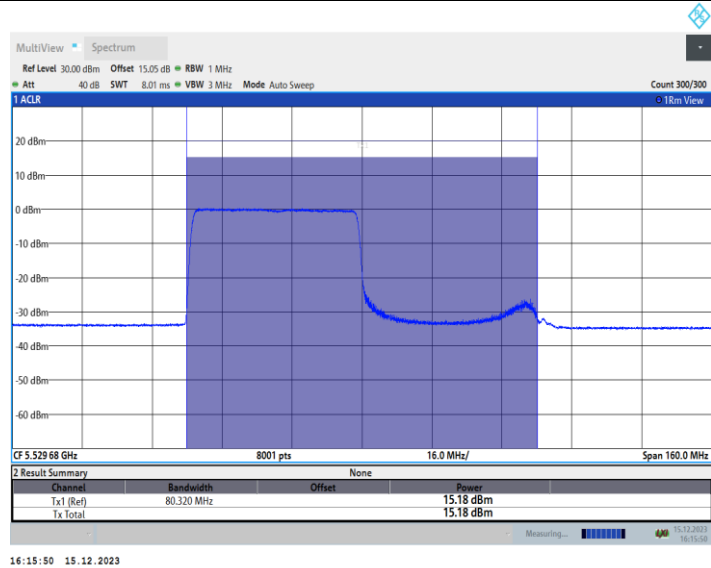 MultiView Spectrum
Ref Level 30.00 dBm Offset 15.05 dB RBW 1 MHz
Att 40 dB SWT 8.01 ms VBW 3 MHz Mode Auto Sweep Count 300/300
1 ACLR 1Rm View
20 dBm
10 dBm
0 dBm
-10 dBm
-20 dBm
-30 dBm
-40 dBm
-50 dBm
-60 dBm
CF 5.529 68 GHz 8001 pts 16.0 MHz/ Span 160.0 MHz
2 Result Summary None
Channel Bandwidth Offset Power
Tx1 (Ref) 80.320 MHz 15.18 dBm
Tx Total 15.18 dBm
Measuring... 15.12.2023
16:15:50
16:15:50 15.12.2023